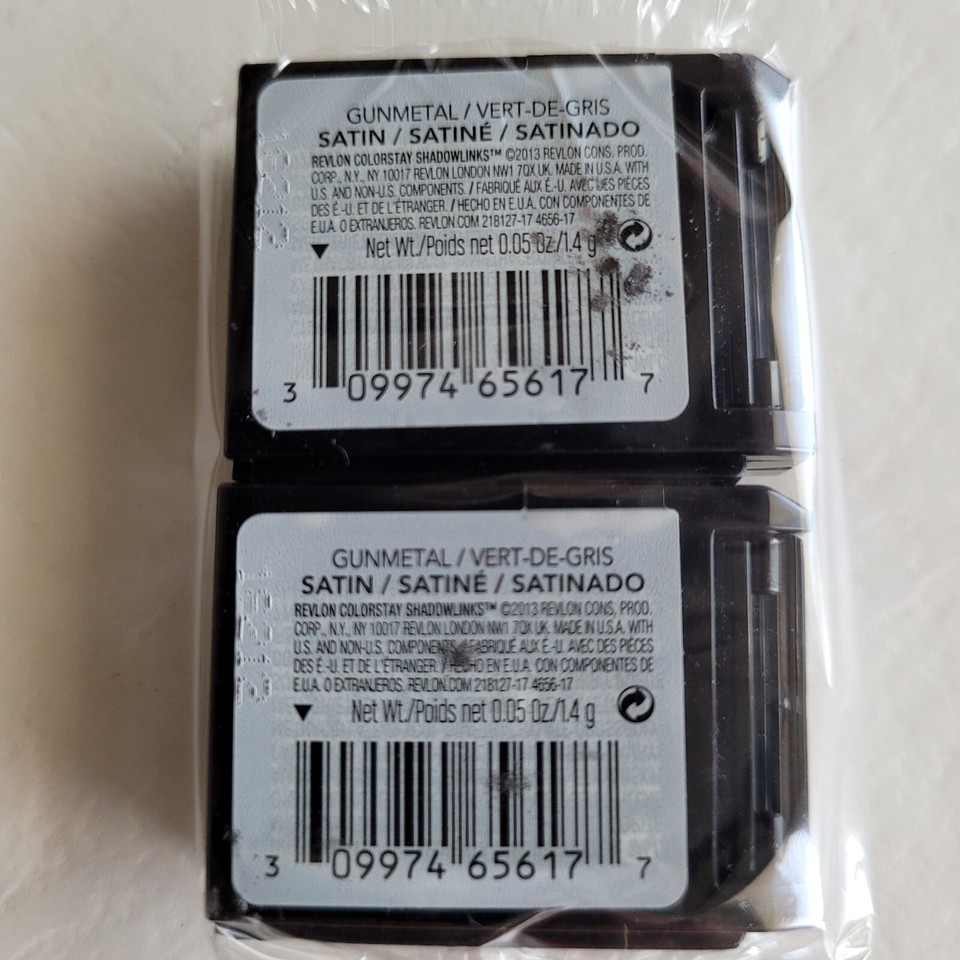 GUNMETAL / VERT-DE-GRIS
SATIN / SATINÉ / SATINADO
REVLON COLORSTAY SHADOWLINKS™ ©2013 REVLON CONS. PROD.
CORP., N.Y., NY 10017 REVLON LONDON NW1 7QX UK. MADE IN U.S.A. WITH
U.S. AND NON-U.S. COMPONENTS. / FABRIQUÉ AUX É.-U. AVEC DES PIÈCES
DES É.-U. ET DE L'ÉTRANGER. / HECHO EN E.U.A. CON COMPONENTES DE
E.U.A. O EXTRANJEROS. REVLON.COM 218127-17 4656-17
Net Wt./Poids net 0.05 Oz/1.4 g
3 09974 65617 7
GUNMETAL / VERT-DE-GRIS
SATIN / SATINÉ / SATINADO
REVLON COLORSTAY SHADOWLINKS™ ©2013 REVLON CONS. PROD.
CORP., N.Y., NY 10017 REVLON LONDON NW1 7QX UK. MADE IN U.S.A. WITH
U.S. AND NON-U.S. COMPONENTS. / FABRIQUÉ AUX É.-U. AVEC DES PIÈCES
DES É.-U. ET DE L'ÉTRANGER. / HECHO EN E.U.A. CON COMPONENTES DE
E.U.A. O EXTRANJEROS. REVLON.COM 218127-17 4656-17
Net Wt./Poids net 0.05 Oz/1.4 g
3 09974 65617 7